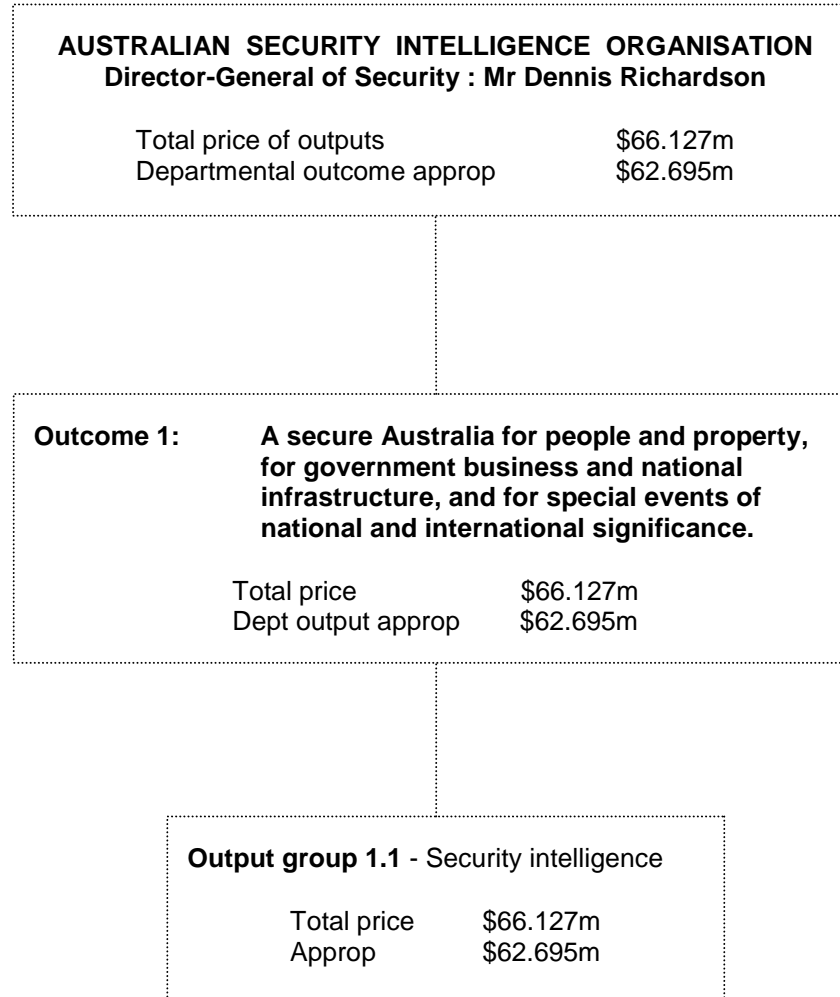 AUSTRALIAN SECURITY INTELLIGENCE ORGANISATION
Director-General of Security : Mr Dennis Richardson
Total price of outputs $66.127m
Departmental outcome approp $62.695m
Outcome 1: A secure Australia for people and property,
for government business and national
infrastructure, and for special events of
national and international significance.
Total price $66.127m
Dept output approp $62.695m
Output group 1.1 - Security intelligence
Total price $66.127m
Approp $62.695m